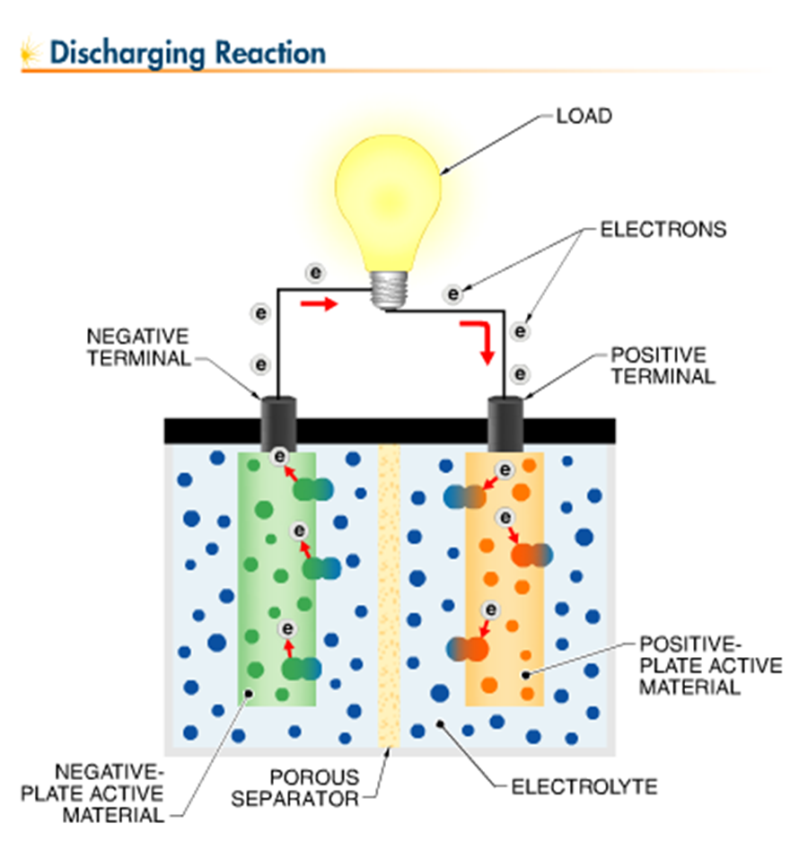 Discharging Reaction
LOAD
ELECTRONS
e
e
e
e
e
e
NEGATIVE
TERMINAL
POSITIVE
TERMINAL
e
e
e
e
e
e
POSITIVE-
PLATE ACTIVE
MATERIAL
NEGATIVE-
PLATE ACTIVE
MATERIAL
POROUS
SEPARATOR
ELECTROLYTE